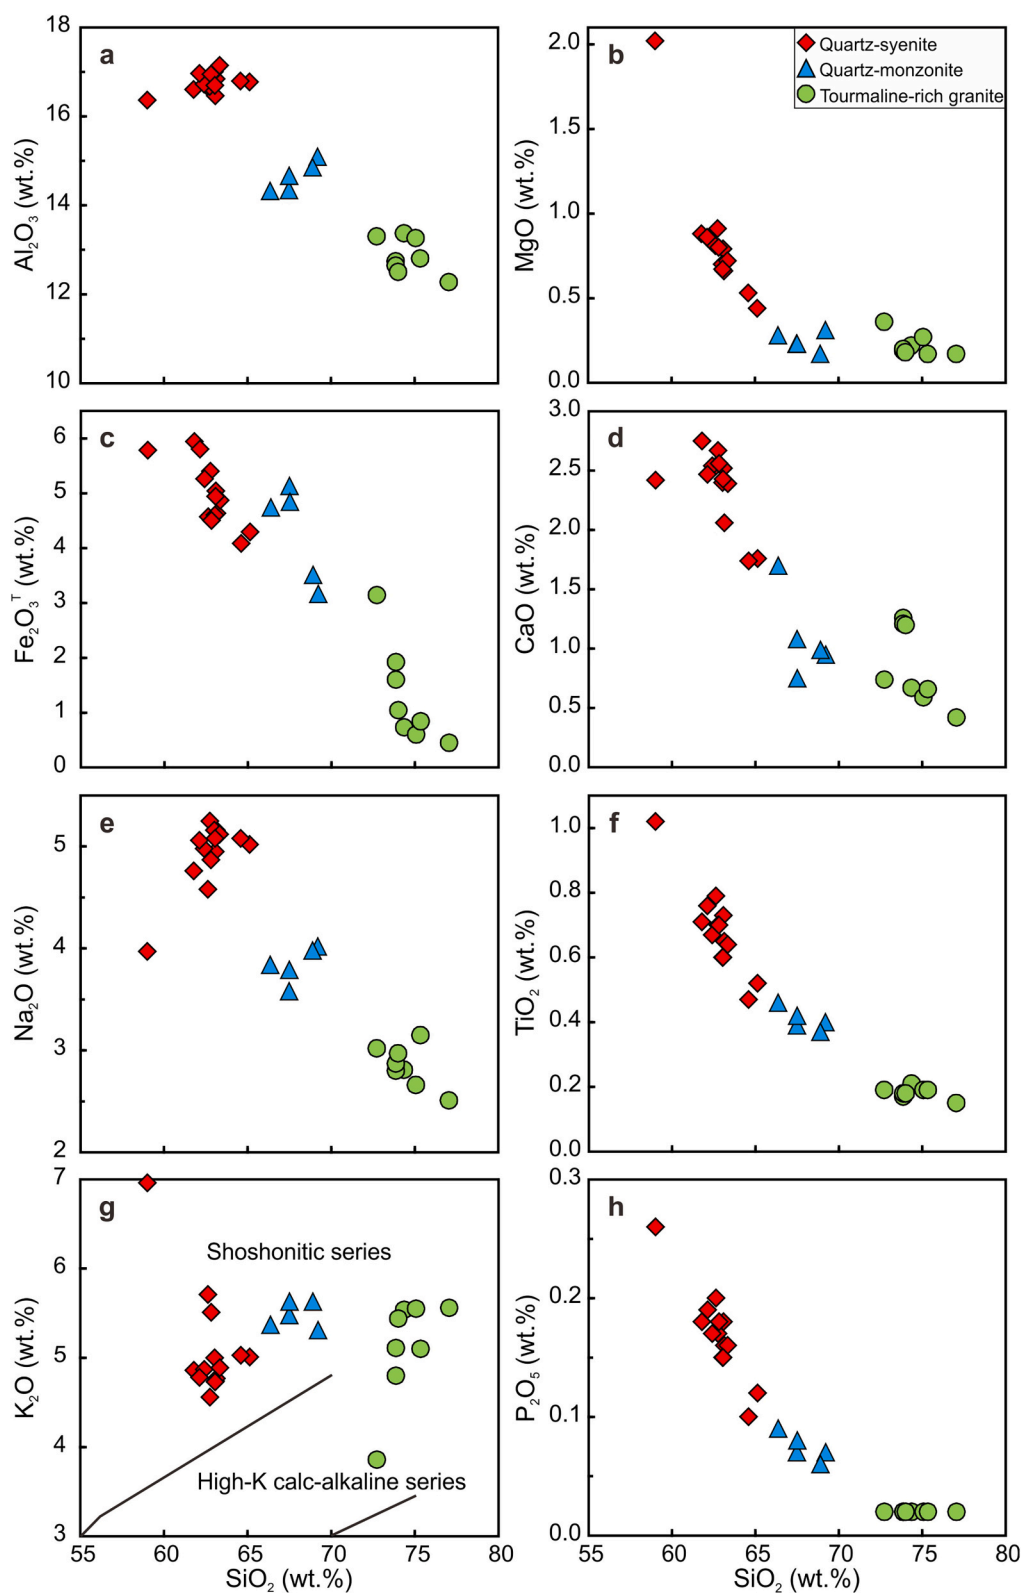 a
18
16
14
12
10
Al₂O₃ (wt.%)
b
2.0
1.5
1.0
0.5
0.0
MgO (wt.%)
Quartz-syenite
Quartz-monzonite
Tourmaline-rich granite
c
6
5
4
3
2
1
0
Fe₂O₃ᵀ (wt.%)
d
3.0
2.5
2.0
1.5
1.0
0.5
0.0
CaO (wt.%)
e
5
4
3
2
Na₂O (wt.%)
f
1.0
0.8
0.6
0.4
0.2
0.0
TiO₂ (wt.%)
g
7
6
5
4
3
K₂O (wt.%)
Shoshonitic series
High-K calc-alkaline series
55 60 65 70 75 80
SiO₂ (wt.%)
h
0.3
0.2
0.1
0.0
P₂O₅ (wt.%)
55 60 65 70 75 80
SiO₂ (wt.%)